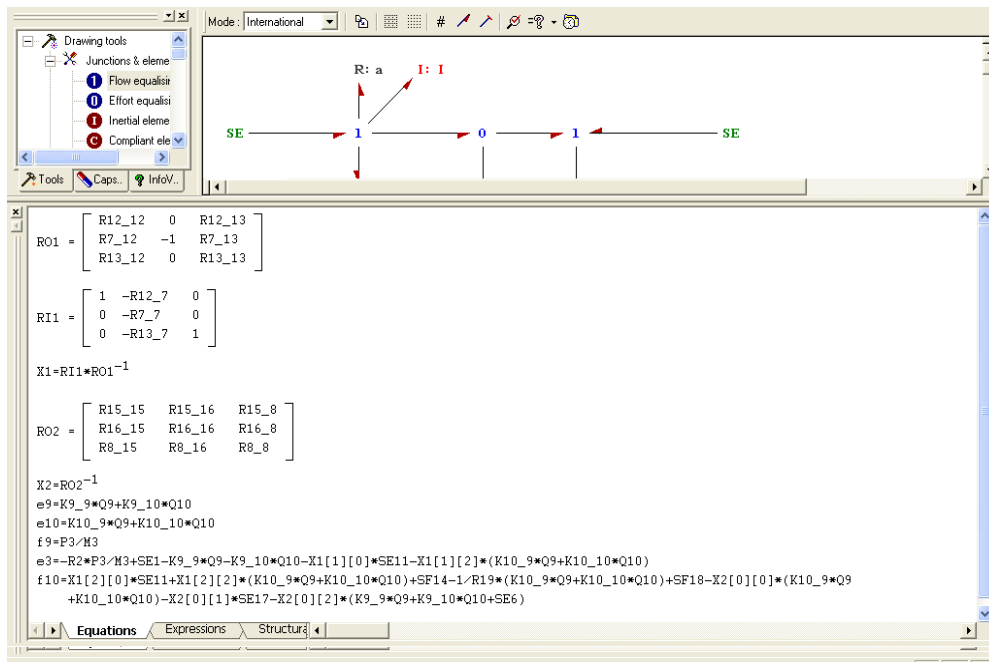 Mode : International
# =?
Drawing tools
Junctions & eleme
1 Flow equalisin
0 Effort equalisi
I Inertial eleme
C Compliant ele
Tools Caps.. ? InfoV..
R: a I: I
SE 1 0 1 SE
RO1 = [ R12_12 0 R12_13
R7_12 -1 R7_13
R13_12 0 R13_13 ]
RI1 = [ 1 -R12_7 0
0 -R7_7 0
0 -R13_7 1 ]
X1=RI1*RO1^-1
RO2 = [ R15_15 R15_16 R15_8
R16_15 R16_16 R16_8
R8_15 R8_16 R8_8 ]
X2=RO2^-1
e9=K9_9*Q9+K9_10*Q10
e10=K10_9*Q9+K10_10*Q10
f9=P3/M3
e3=-R2*P3/M3+SE1-K9_9*Q9-K9_10*Q10-X1[1][0]*SE11-X1[1][2]*(K10_9*Q9+K10_10*Q10)
f10=X1[2][0]*SE11+X1[2][2]*(K10_9*Q9+K10_10*Q10)+SF14-1/R19*(K10_9*Q9+K10_10*Q10)+SF18-X2[0][0]*(K10_9*Q9
+K10_10*Q10)-X2[0][1]*SE17-X2[0][2]*(K9_9*Q9+K9_10*Q10+SE6)
Equations Expressions Structura